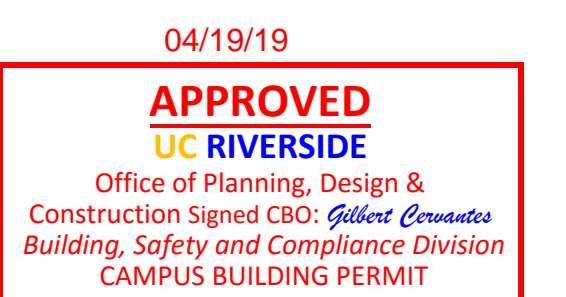 04/19/19
APPROVED
UC RIVERSIDE
Office of Planning, Design &
Construction Signed CBO: Gilbert Cervantes
Building, Safety and Compliance Division
CAMPUS BUILDING PERMIT